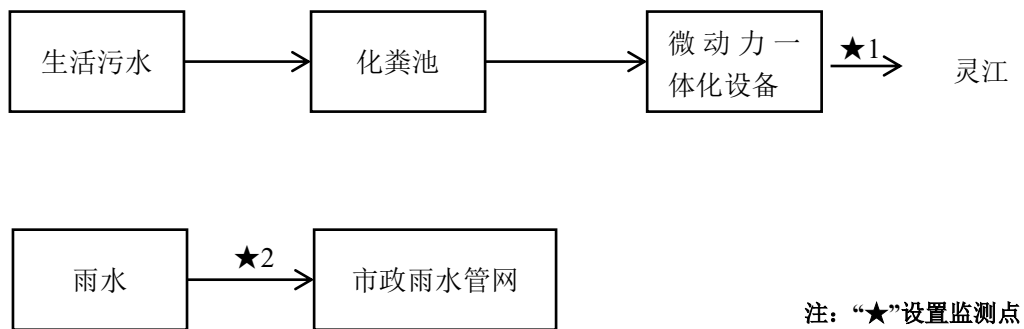 生活污水
化粪池
微动力一
体化设备
★1
灵江
雨水
★2
市政雨水管网
注：“★”设置监测点